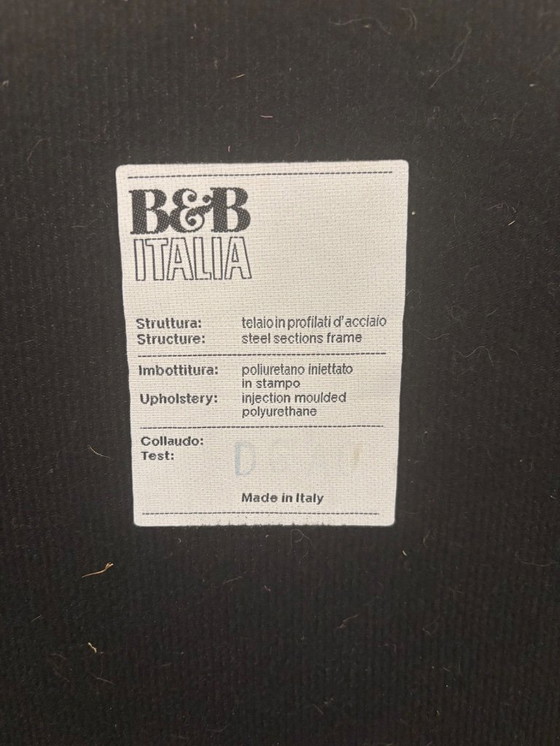 B&B
ITALIA
Struttura: telaio in profilati d'acciaio
Structure: steel sections frame
Imbottitura: poliuretano iniettato
in stampo
Upholstery: injection moulded
polyurethane
Collaudo:
Test:
Made in Italy